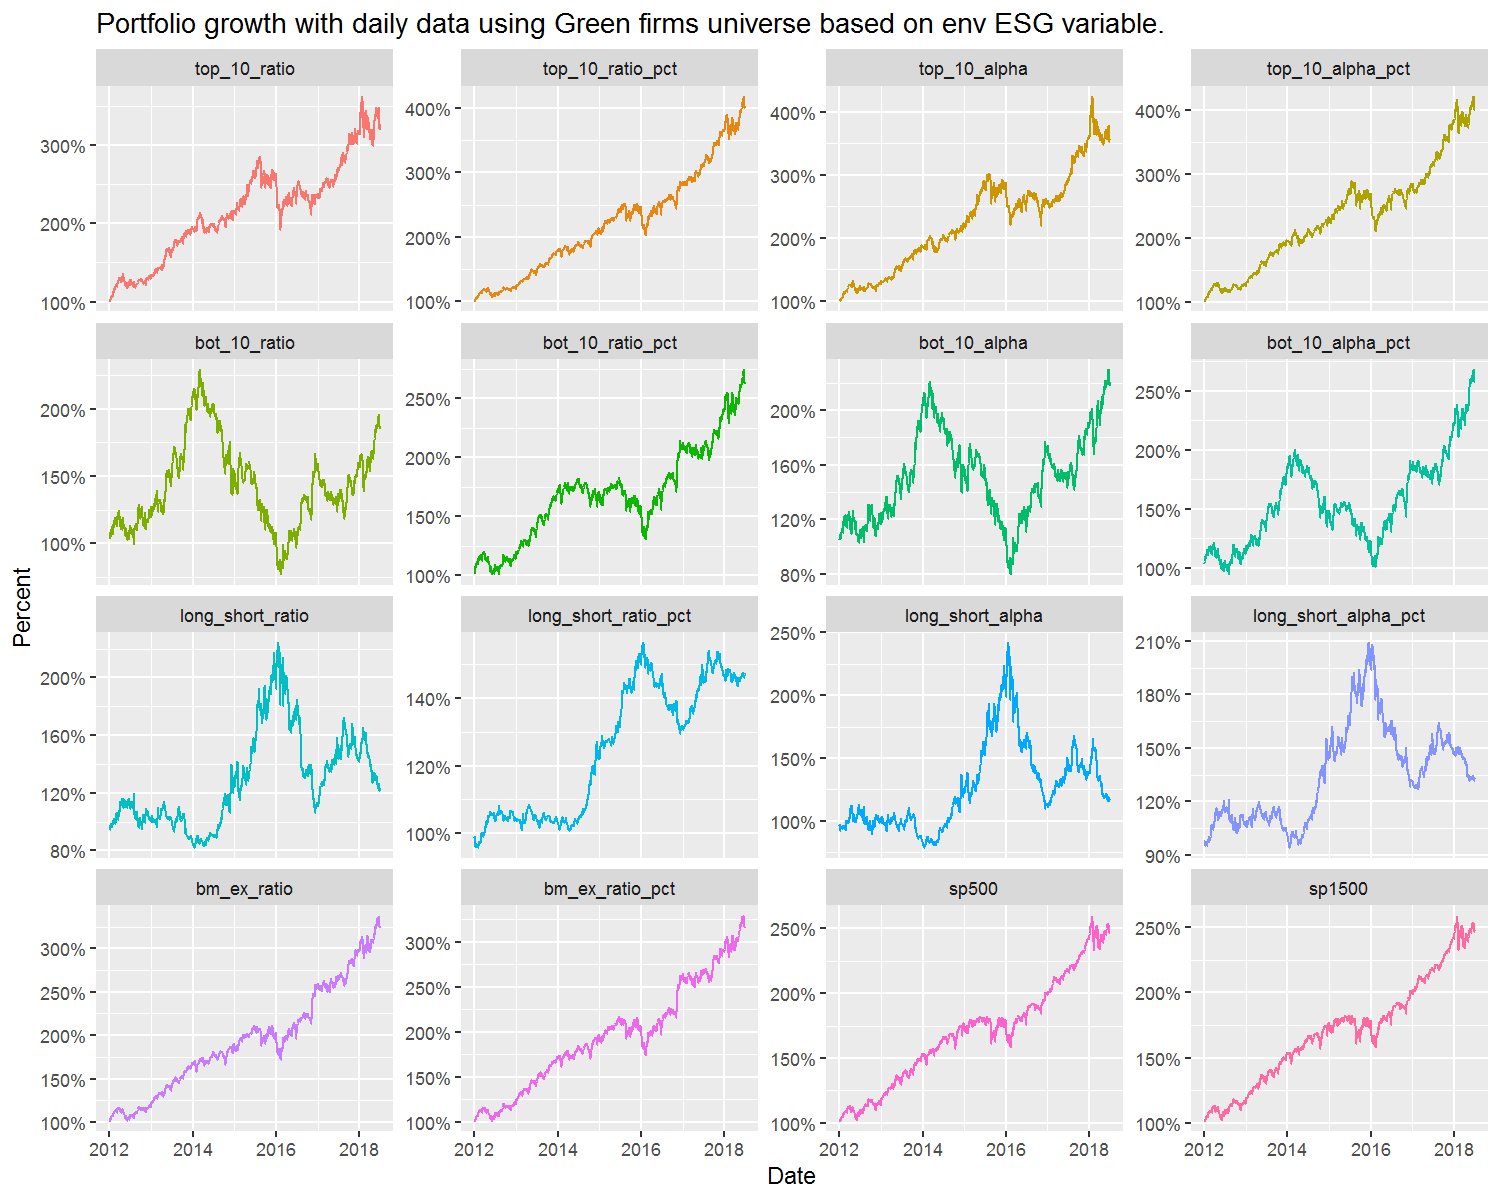 Portfolio growth with daily data using Green firms universe based on env ESG variable.
top_10_ratio
top_10_ratio_pct
top_10_alpha
top_10_alpha_pct
300%
200%
100%
400%
300%
200%
100%
400%
300%
200%
100%
400%
300%
200%
100%
bot_10_ratio
bot_10_ratio_pct
bot_10_alpha
bot_10_alpha_pct
200%
150%
100%
250%
200%
150%
100%
200%
160%
120%
80%
250%
200%
150%
100%
long_short_ratio
long_short_ratio_pct
long_short_alpha
long_short_alpha_pct
200%
160%
120%
80%
140%
120%
100%
250%
200%
150%
100%
210%
180%
150%
120%
90%
bm_ex_ratio
bm_ex_ratio_pct
sp500
sp1500
300%
250%
200%
150%
100%
300%
250%
200%
150%
100%
250%
200%
150%
100%
250%
200%
150%
100%
2012 2014 2016 2018
2012 2014 2016 2018
2012 2014 2016 2018
2012 2014 2016 2018
Percent
Date